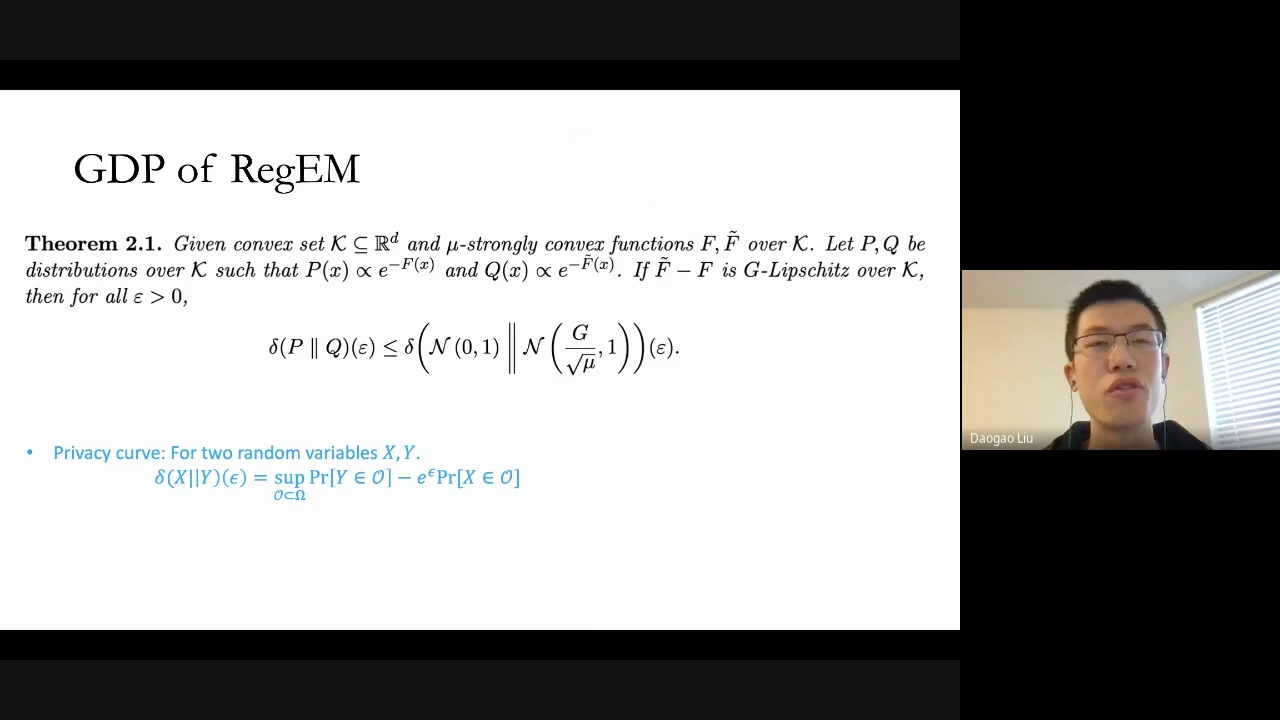 GDP of RegEM
Theorem 2.1. Given convex set 𝒦 ⊆ ℝ^d and μ-strongly convex functions F, F̃ over 𝒦. Let P, Q be
distributions over 𝒦 such that P(x) ∝ e^{-F(x)} and Q(x) ∝ e^{-F̃(x)}. If F̃ − F is G-Lipschitz over 𝒦,
then for all ε > 0,
δ(P ∥ Q)(ε) ≤ δ(𝒩(0, 1) ∥ 𝒩(G/√μ, 1))(ε).
• Privacy curve: For two random variables X, Y.
δ(X||Y)(ϵ) = sup_{𝒪⊂Ω} Pr[Y ∈ 𝒪] − e^ϵ Pr[X ∈ 𝒪]
Daogao Liu